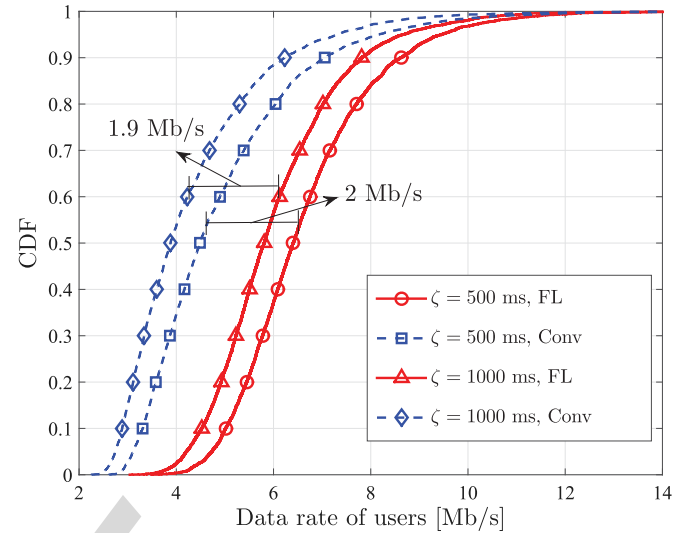 1
0.9
0.8
0.7
0.6
0.5
0.4
0.3
0.2
0.1
0
CDF
1.9 Mb/s
2 Mb/s
ζ = 500 ms, FL
ζ = 500 ms, Conv
ζ = 1000 ms, FL
ζ = 1000 ms, Conv
2 4 6 8 10 12 14
Data rate of users [Mb/s]